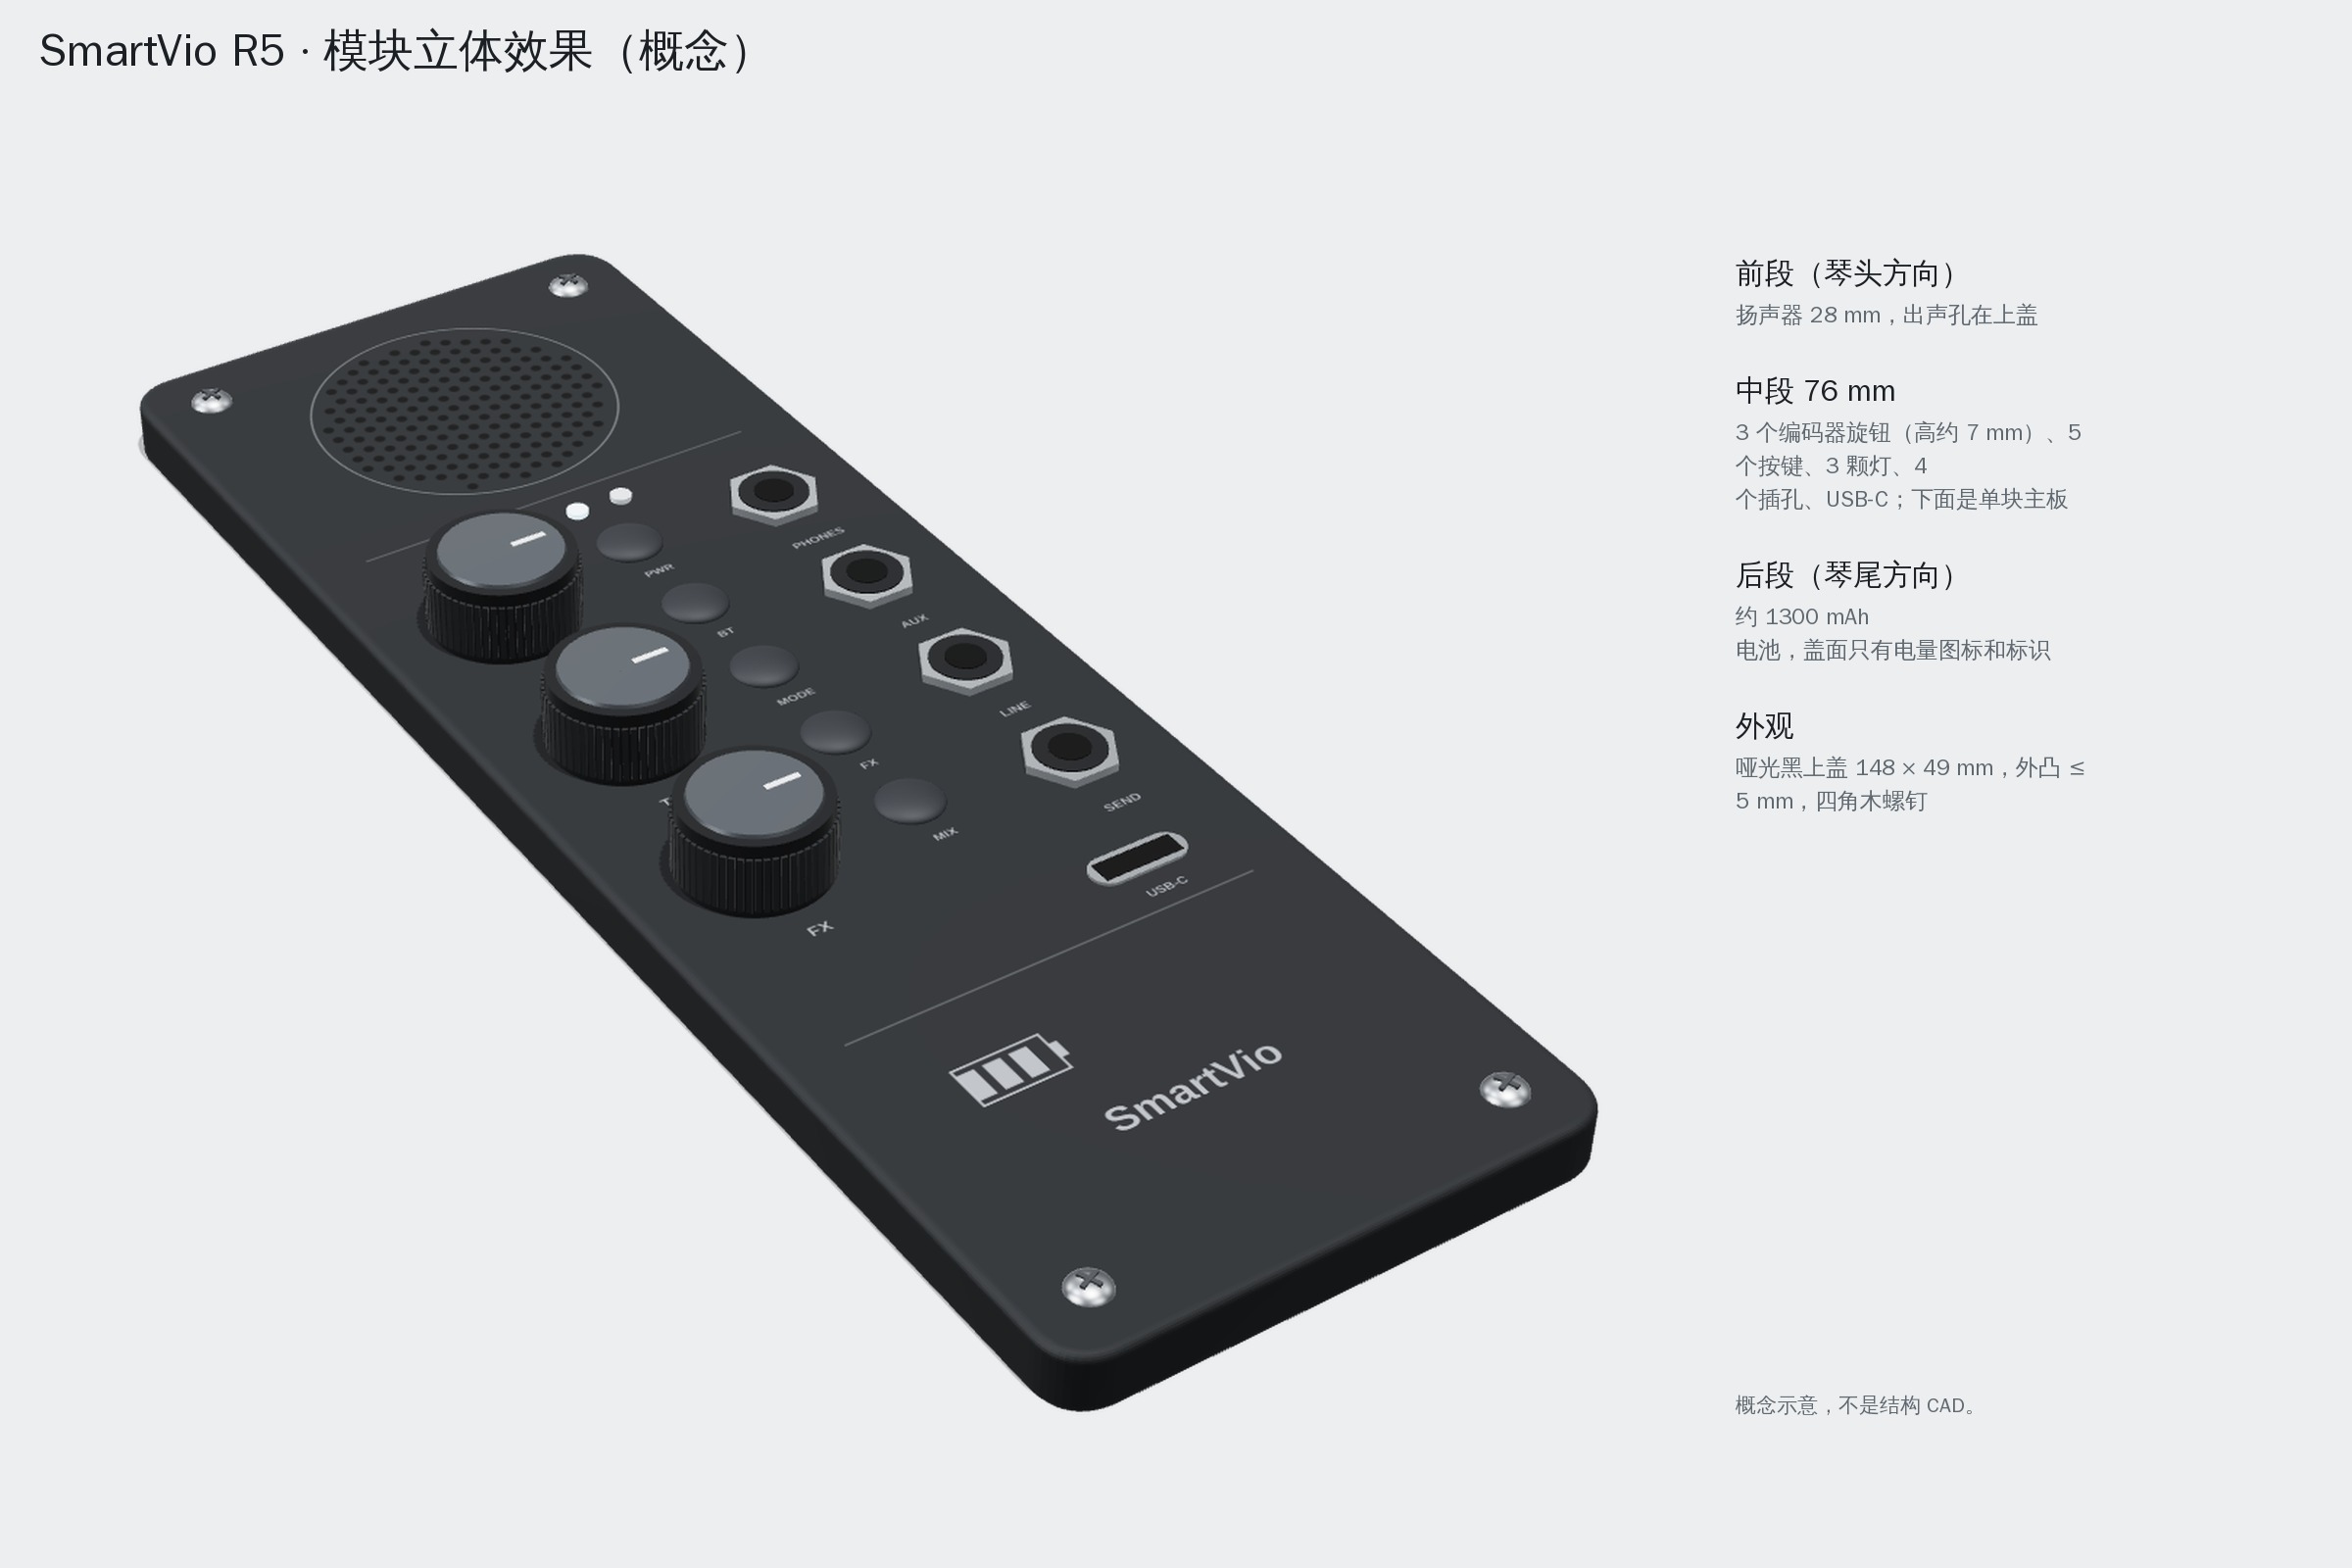 SmartVio R5 · 模块立体效果（概念）
前段（琴头方向）
扬声器 28 mm，出声孔在上盖
中段 76 mm
3 个编码器旋钮（高约 7 mm）、5
个按键、3 颗灯、4
个插孔、USB-C；下面是单块主板
后段（琴尾方向）
约 1300 mAh
电池，盖面只有电量图标和标识
外观
哑光黑上盖 148 × 49 mm，外凸 ≤
5 mm，四角木螺钉
概念示意，不是结构 CAD。
PHONES
PWR
AUX
BT
MODE
LINE
FX
SEND
MIX
USB-C
FX
SmartVio